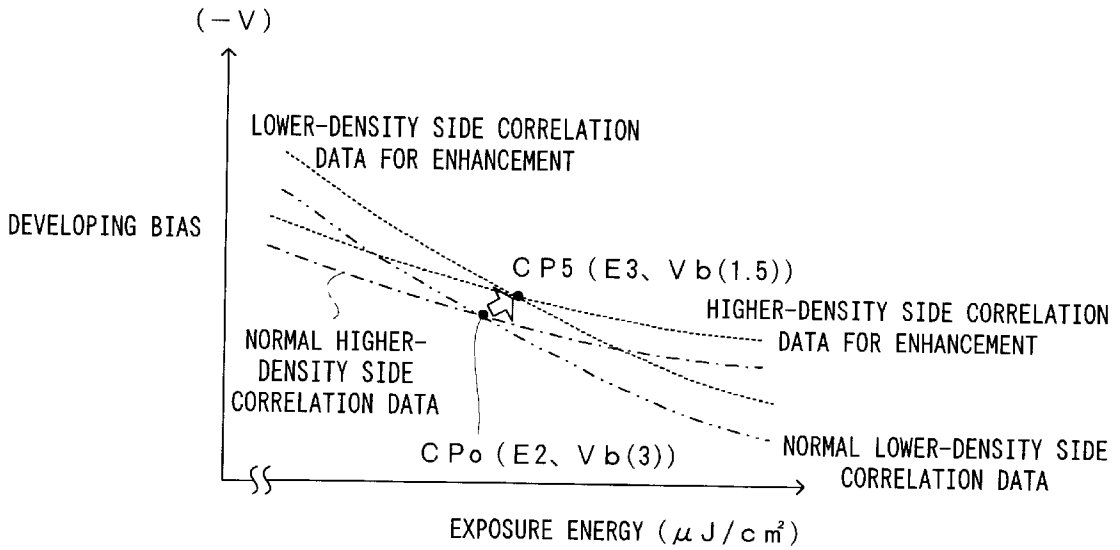 (−V)
LOWER-DENSITY SIDE CORRELATION
DATA FOR ENHANCEMENT
DEVELOPING BIAS
CP5 (E3、Vb(1.5))
HIGHER-DENSITY SIDE CORRELATION
DATA FOR ENHANCEMENT
NORMAL HIGHER-
DENSITY SIDE
CORRELATION DATA
CPo (E2、Vb(3))
NORMAL LOWER-DENSITY SIDE
CORRELATION DATA
EXPOSURE ENERGY (μJ/cm²)